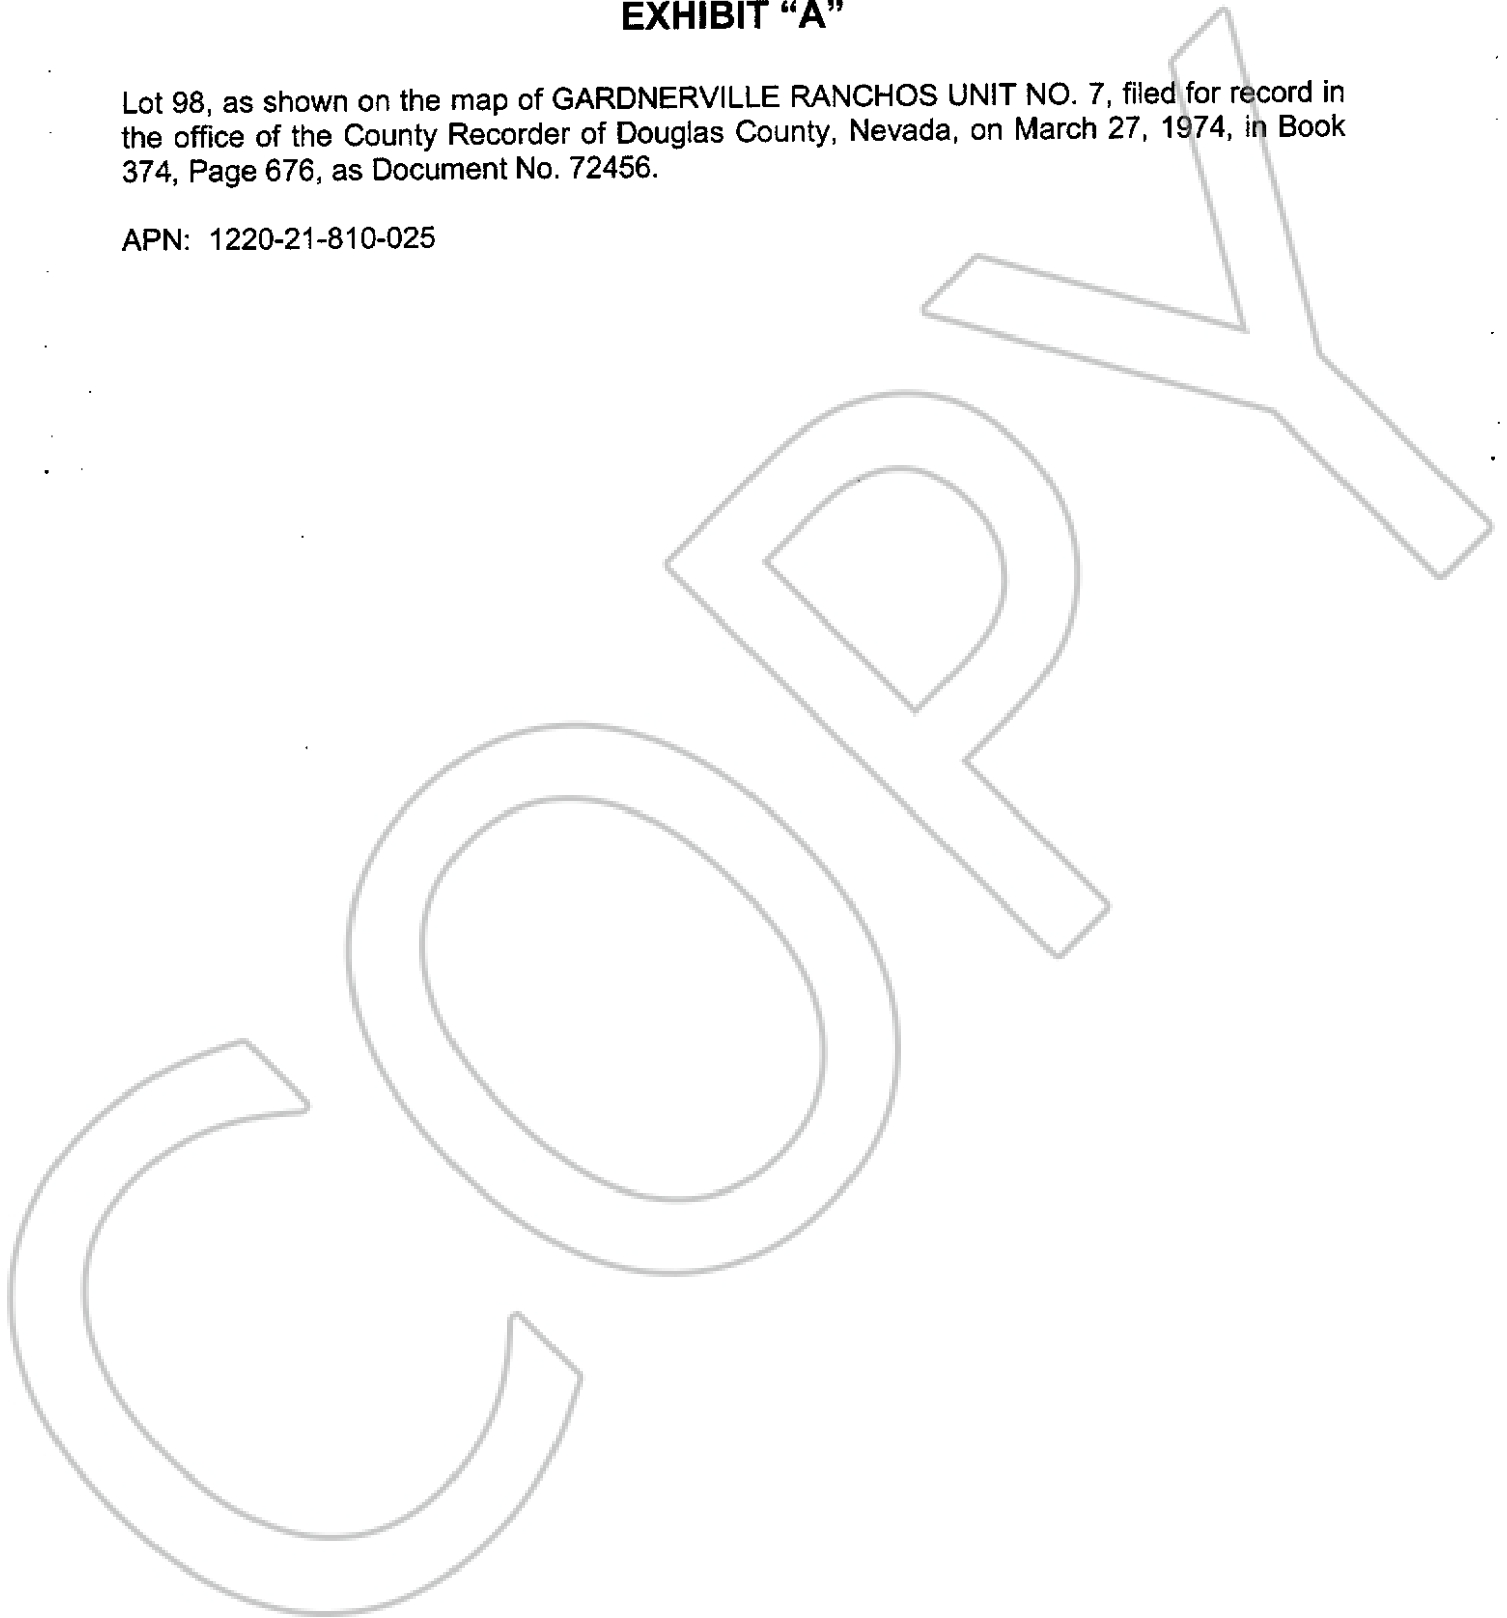 EXHIBIT “A”
Lot 98, as shown on the map of GARDNERVILLE RANCHOS UNIT NO. 7, filed for record in
the office of the County Recorder of Douglas County, Nevada, on March 27, 1974, in Book
374, Page 676, as Document No. 72456.
APN: 1220-21-810-025
COPY